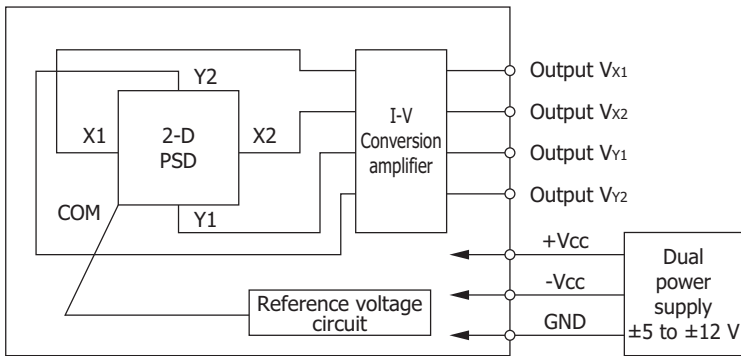 Y2
X1
2-D
PSD
X2
COM
Y1
I-V
Conversion
amplifier
Output VX1
Output VX2
Output VY1
Output VY2
+Vcc
-Vcc
GND
Dual
power
supply
±5 to ±12 V
Reference voltage
circuit